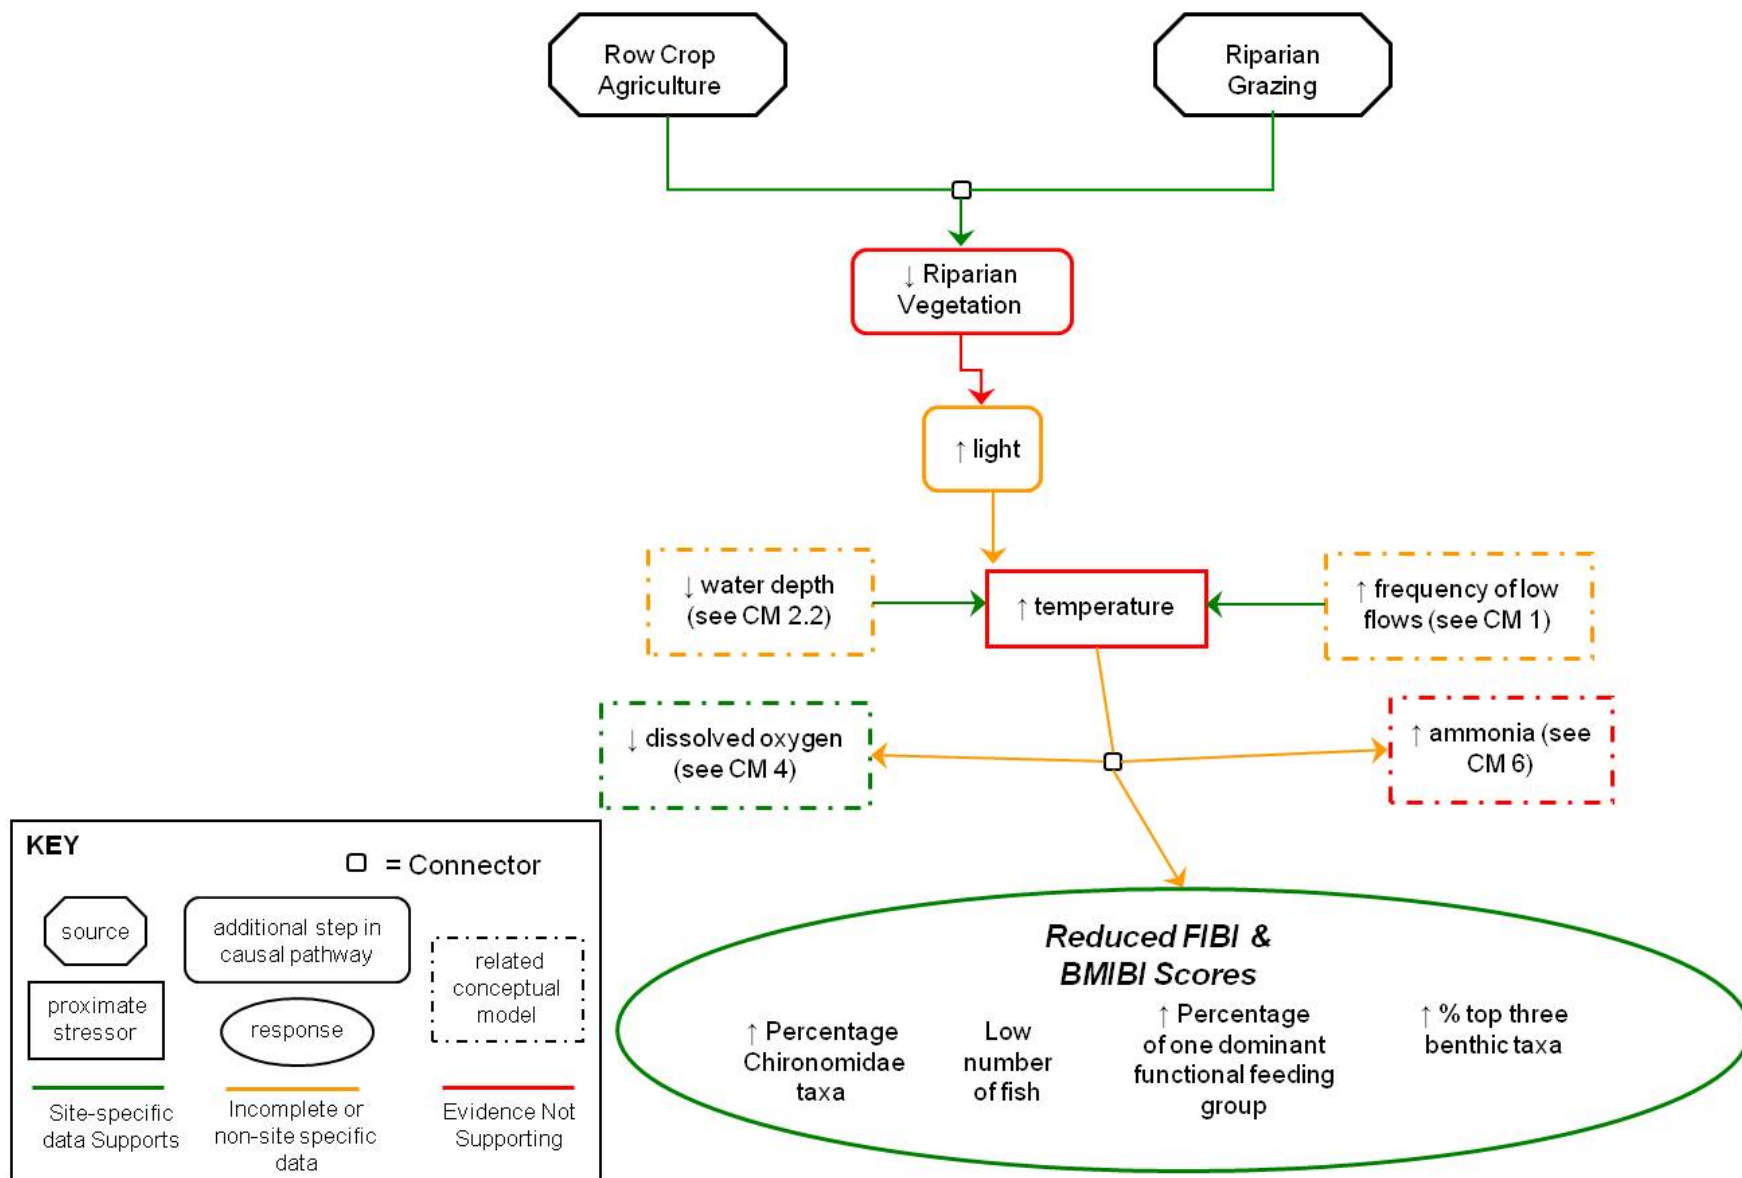 Row Crop
Agriculture
Riparian
Grazing
↓ Riparian
Vegetation
↑ light
↓ water depth
(see CM 2.2)
↑ temperature
↑ frequency of low
flows (see CM 1)
↓ dissolved oxygen
(see CM 4)
↑ ammonia (see
CM 6)
Reduced FIBI &
BMIBI Scores
↑ Percentage
Chironomidae
taxa
Low
number
of fish
↑ Percentage
of one dominant
functional feeding
group
↑ % top three
benthic taxa
KEY
= Connector
source
additional step in
causal pathway
related
conceptual
model
proximate
stressor
response
Site-specific
data Supports
Incomplete or
non-site specific
data
Evidence Not
Supporting